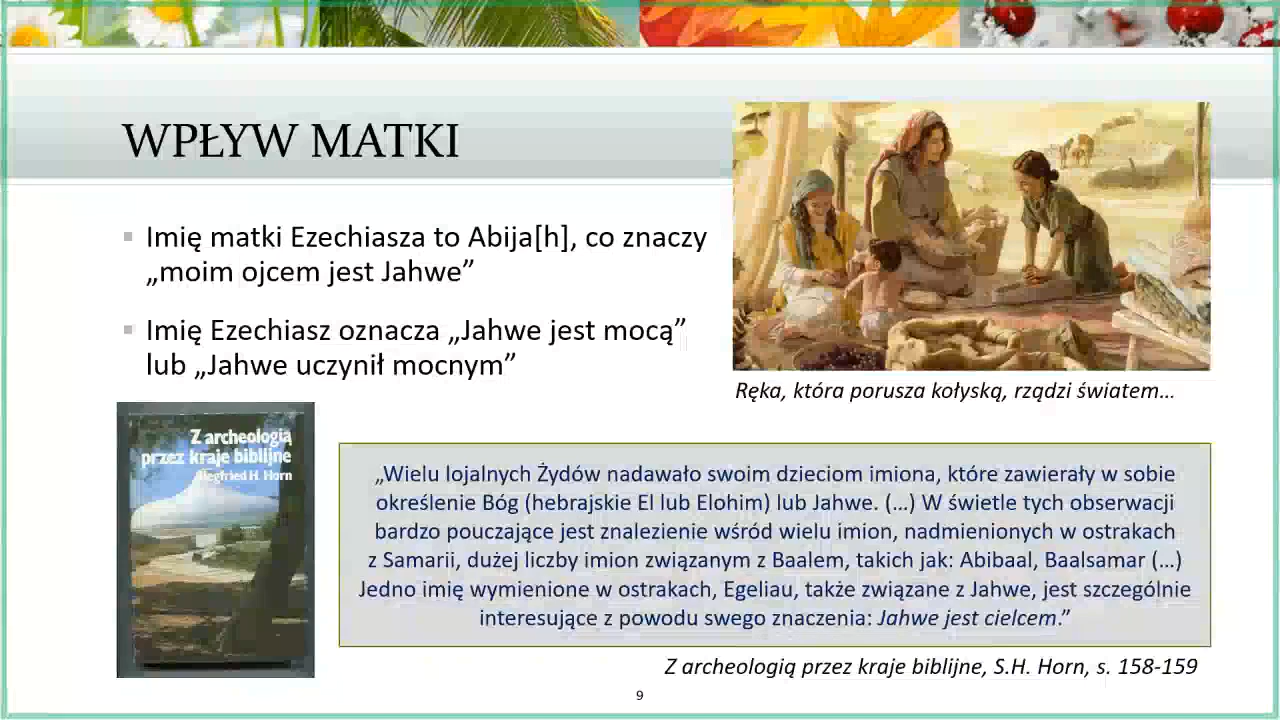 WPŁYW MATKI
Imię matki Ezechiasza to Abija[h], co znaczy
„moim ojcem jest Jahwe”
Imię Ezechiasz oznacza „Jahwe jest mocą”
lub „Jahwe uczynił mocnym”
Ręka, która porusza kołyską, rządzi światem…
Z archeologią
przez kraje biblijne
Siegfried H. Horn
„Wielu lojalnych Żydów nadawało swoim dzieciom imiona, które zawierały w sobie
określenie Bóg (hebrajskie El lub Elohim) lub Jahwe. (…) W świetle tych obserwacji
bardzo pouczające jest znalezienie wśród wielu imion, nadmienionych w ostrakach
z Samarii, dużej liczby imion związanym z Baalem, takich jak: Abibaal, Baalsamar (…)
Jedno imię wymienione w ostrakach, Egeliau, także związane z Jahwe, jest szczególnie
interesujące z powodu swego znaczenia: Jahwe jest cielcem.”
Z archeologią przez kraje biblijne, S.H. Horn, s. 158-159
9